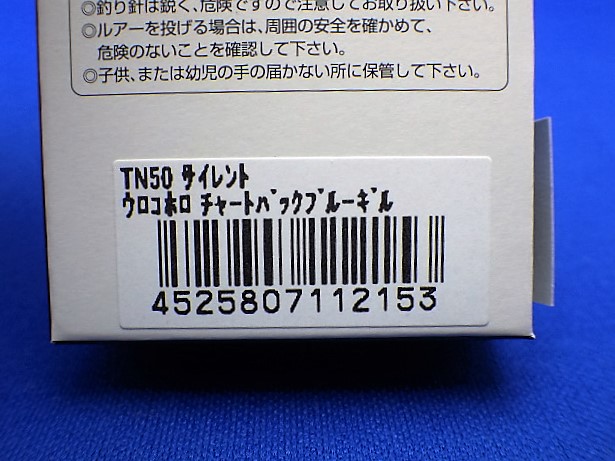 ◎釣り針は鋭く、危険ですので注意してお取り扱い下さい。
◎ルアーを投げる場合は、周囲の安全を確かめて、
危険のないことを確認して下さい。
◎子供、または幼児の手の届かない所に保管して下さい。
TN50 ｻｲﾚﾝﾄ
ｳﾛｺﾎﾛ ﾁｬｰﾄﾊﾞｯｸﾌﾞﾙｰｷﾞﾙ
4525807112153